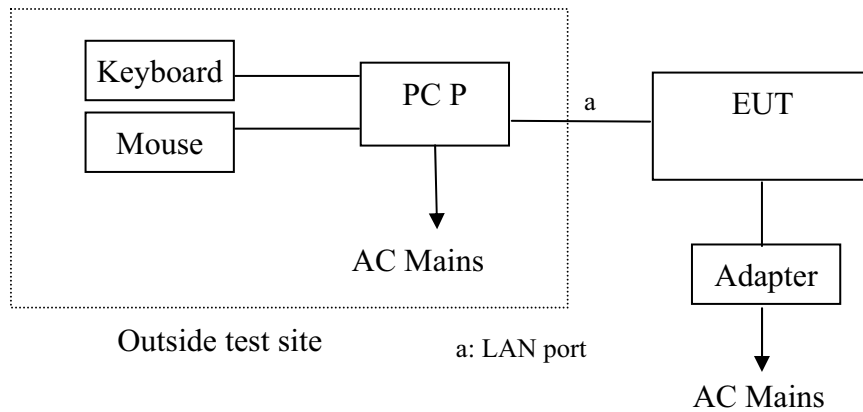 Keyboard
Mouse
PC P
a
EUT
AC Mains
Adapter
Outside test site
a: LAN port
AC Mains